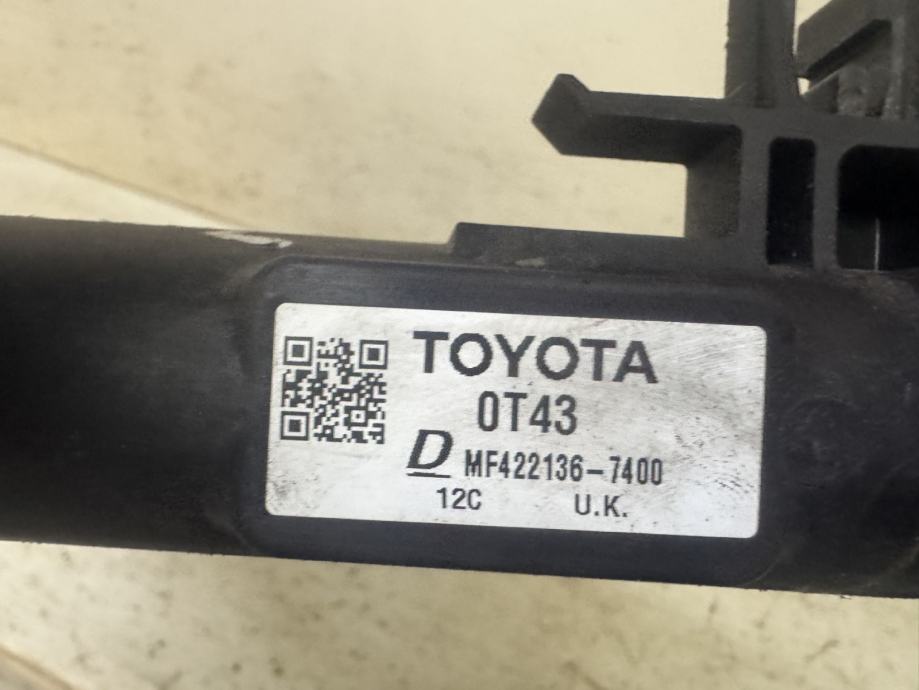 TOYOTA
0T43
D MF422136-7400
12C U.K.